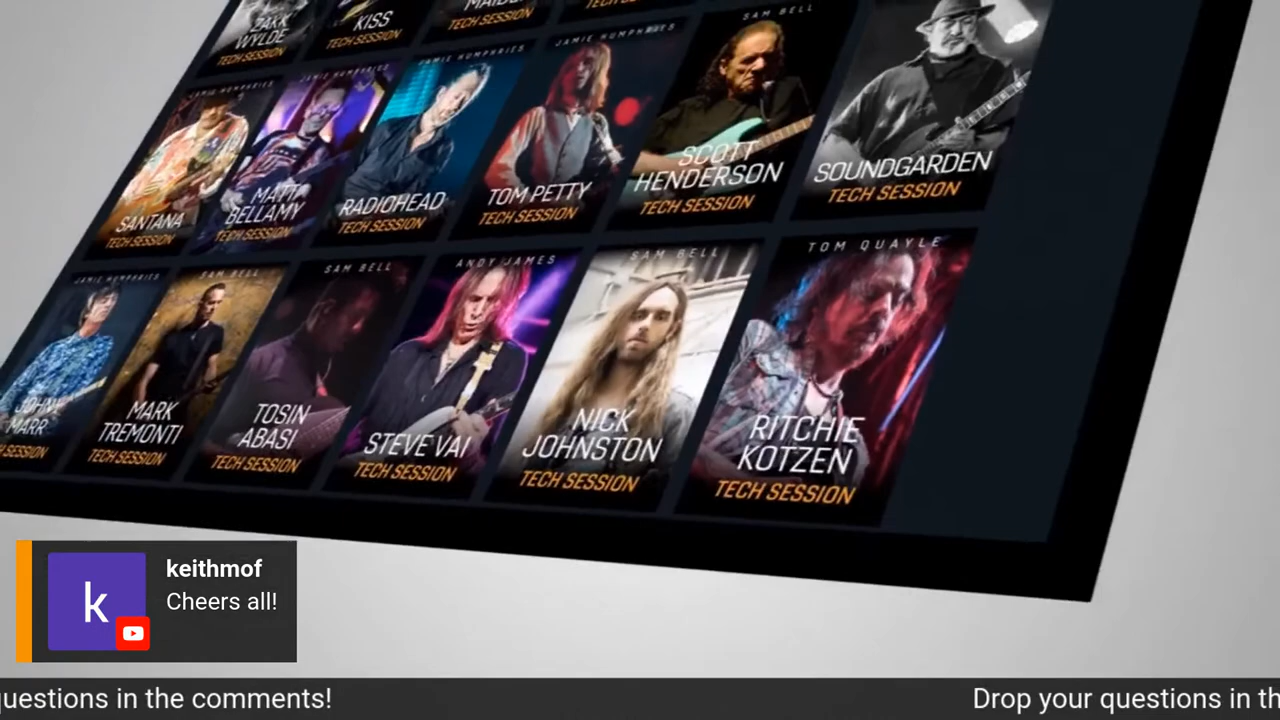 ZAKK
WYLDE
TECH SESSION
KISS
TECH SESSION
TECH SESSION
JAMIE HUMPHRIES
SANTANA
TECH SESSION
JAMIE HUMPHRIES
MATT
BELLAMY
TECH SESSION
JAMIE HUMPHRIES
RADIOHEAD
TECH SESSION
JAMIE HUMPHRIES
TOM PETTY
TECH SESSION
SAM BELL
SCOTT
HENDERSON
TECH SESSION
SOUNDGARDEN
TECH SESSION
JAMIE HUMPHRIES
JOHNY
MARR
SESSION
SAM BELL
MARK
TREMONTI
TECH SESSION
SAM BELL
TOSIN
ABASI
TECH SESSION
ANDY JAMES
STEVE VAI
TECH SESSION
SAM BELL
NICK
JOHNSTON
TECH SESSION
TOM QUAYLE
RITCHIE
KOTZEN
TECH SESSION
k
keithmof
Cheers all!
questions in the comments!
Drop your questions in th